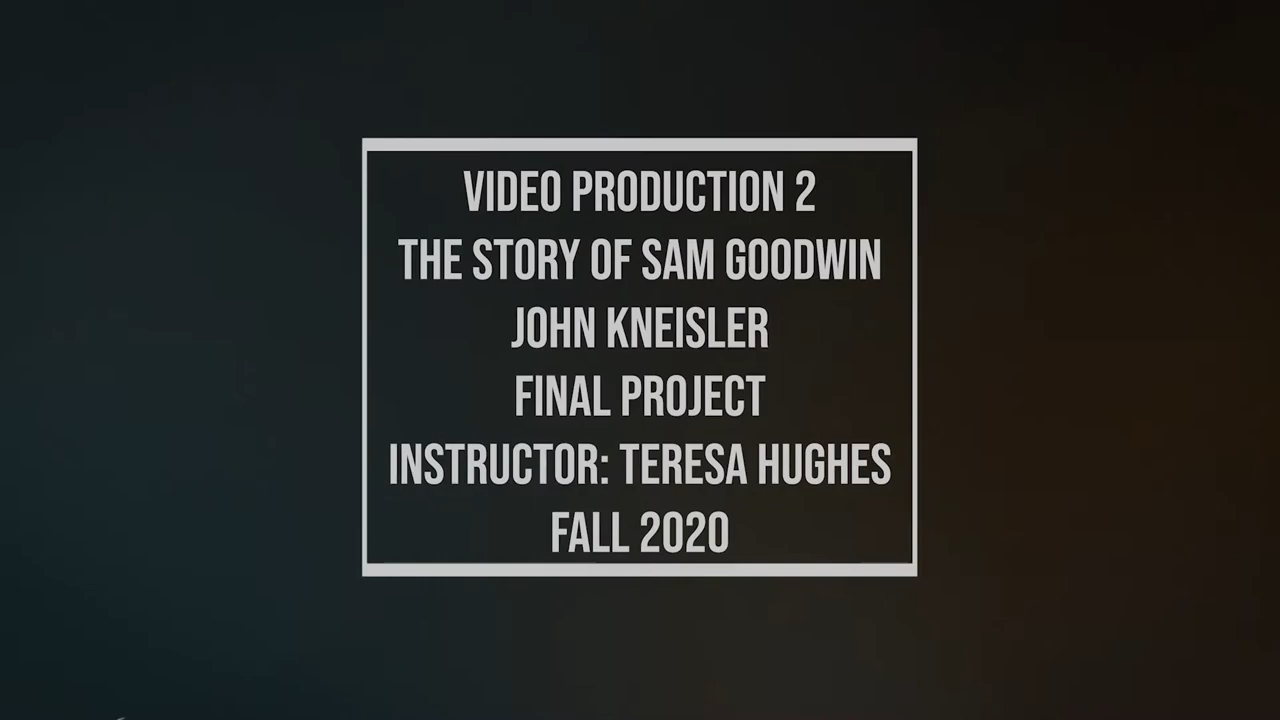 VIDEO PRODUCTION 2
THE STORY OF SAM GOODWIN
JOHN KNEISLER
FINAL PROJECT
INSTRUCTOR: TERESA HUGHES
FALL 2020